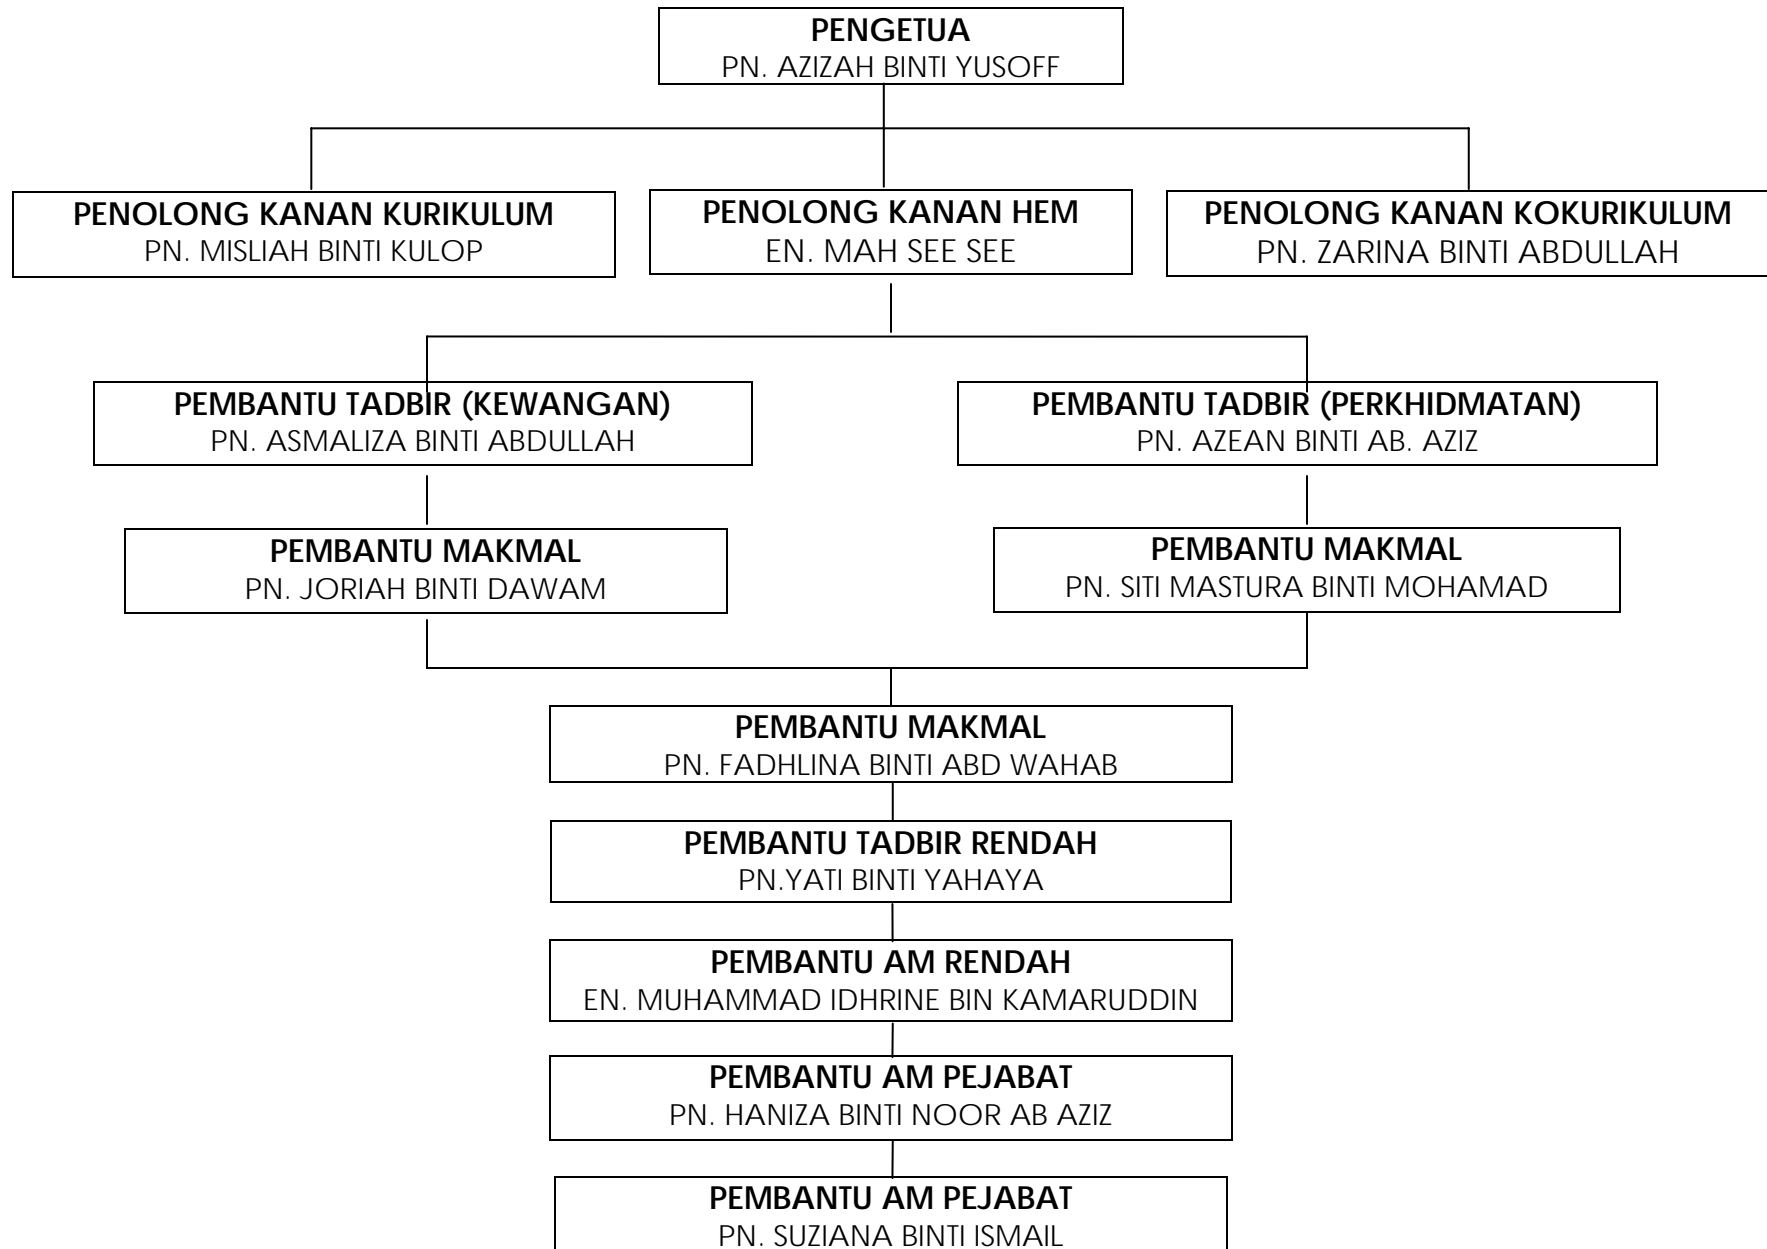 PENGETUA
PN. AZIZAH BINTI YUSOFF
PENOLONG KANAN KURIKULUM
PN. MISLIAH BINTI KULOP
PENOLONG KANAN HEM
EN. MAH SEE SEE
PENOLONG KANAN KOKURIKULUM
PN. ZARINA BINTI ABDULLAH
PEMBANTU TADBIR (KEWANGAN)
PN. ASMALIZA BINTI ABDULLAH
PEMBANTU TADBIR (PERKHIDMATAN)
PN. AZEAN BINTI AB. AZIZ
PEMBANTU MAKMAL
PN. JORIAH BINTI DAWAM
PEMBANTU MAKMAL
PN. SITI MASTURA BINTI MOHAMAD
PEMBANTU MAKMAL
PN. FADHLINA BINTI ABD WAHAB
PEMBANTU TADBIR RENDAH
PN.YATI BINTI YAHAYA
PEMBANTU AM RENDAH
EN. MUHAMMAD IDHRINE BIN KAMARUDDIN
PEMBANTU AM PEJABAT
PN. HANIZA BINTI NOOR AB AZIZ
PEMBANTU AM PEJABAT
PN. SUZIANA BINTI ISMAIL